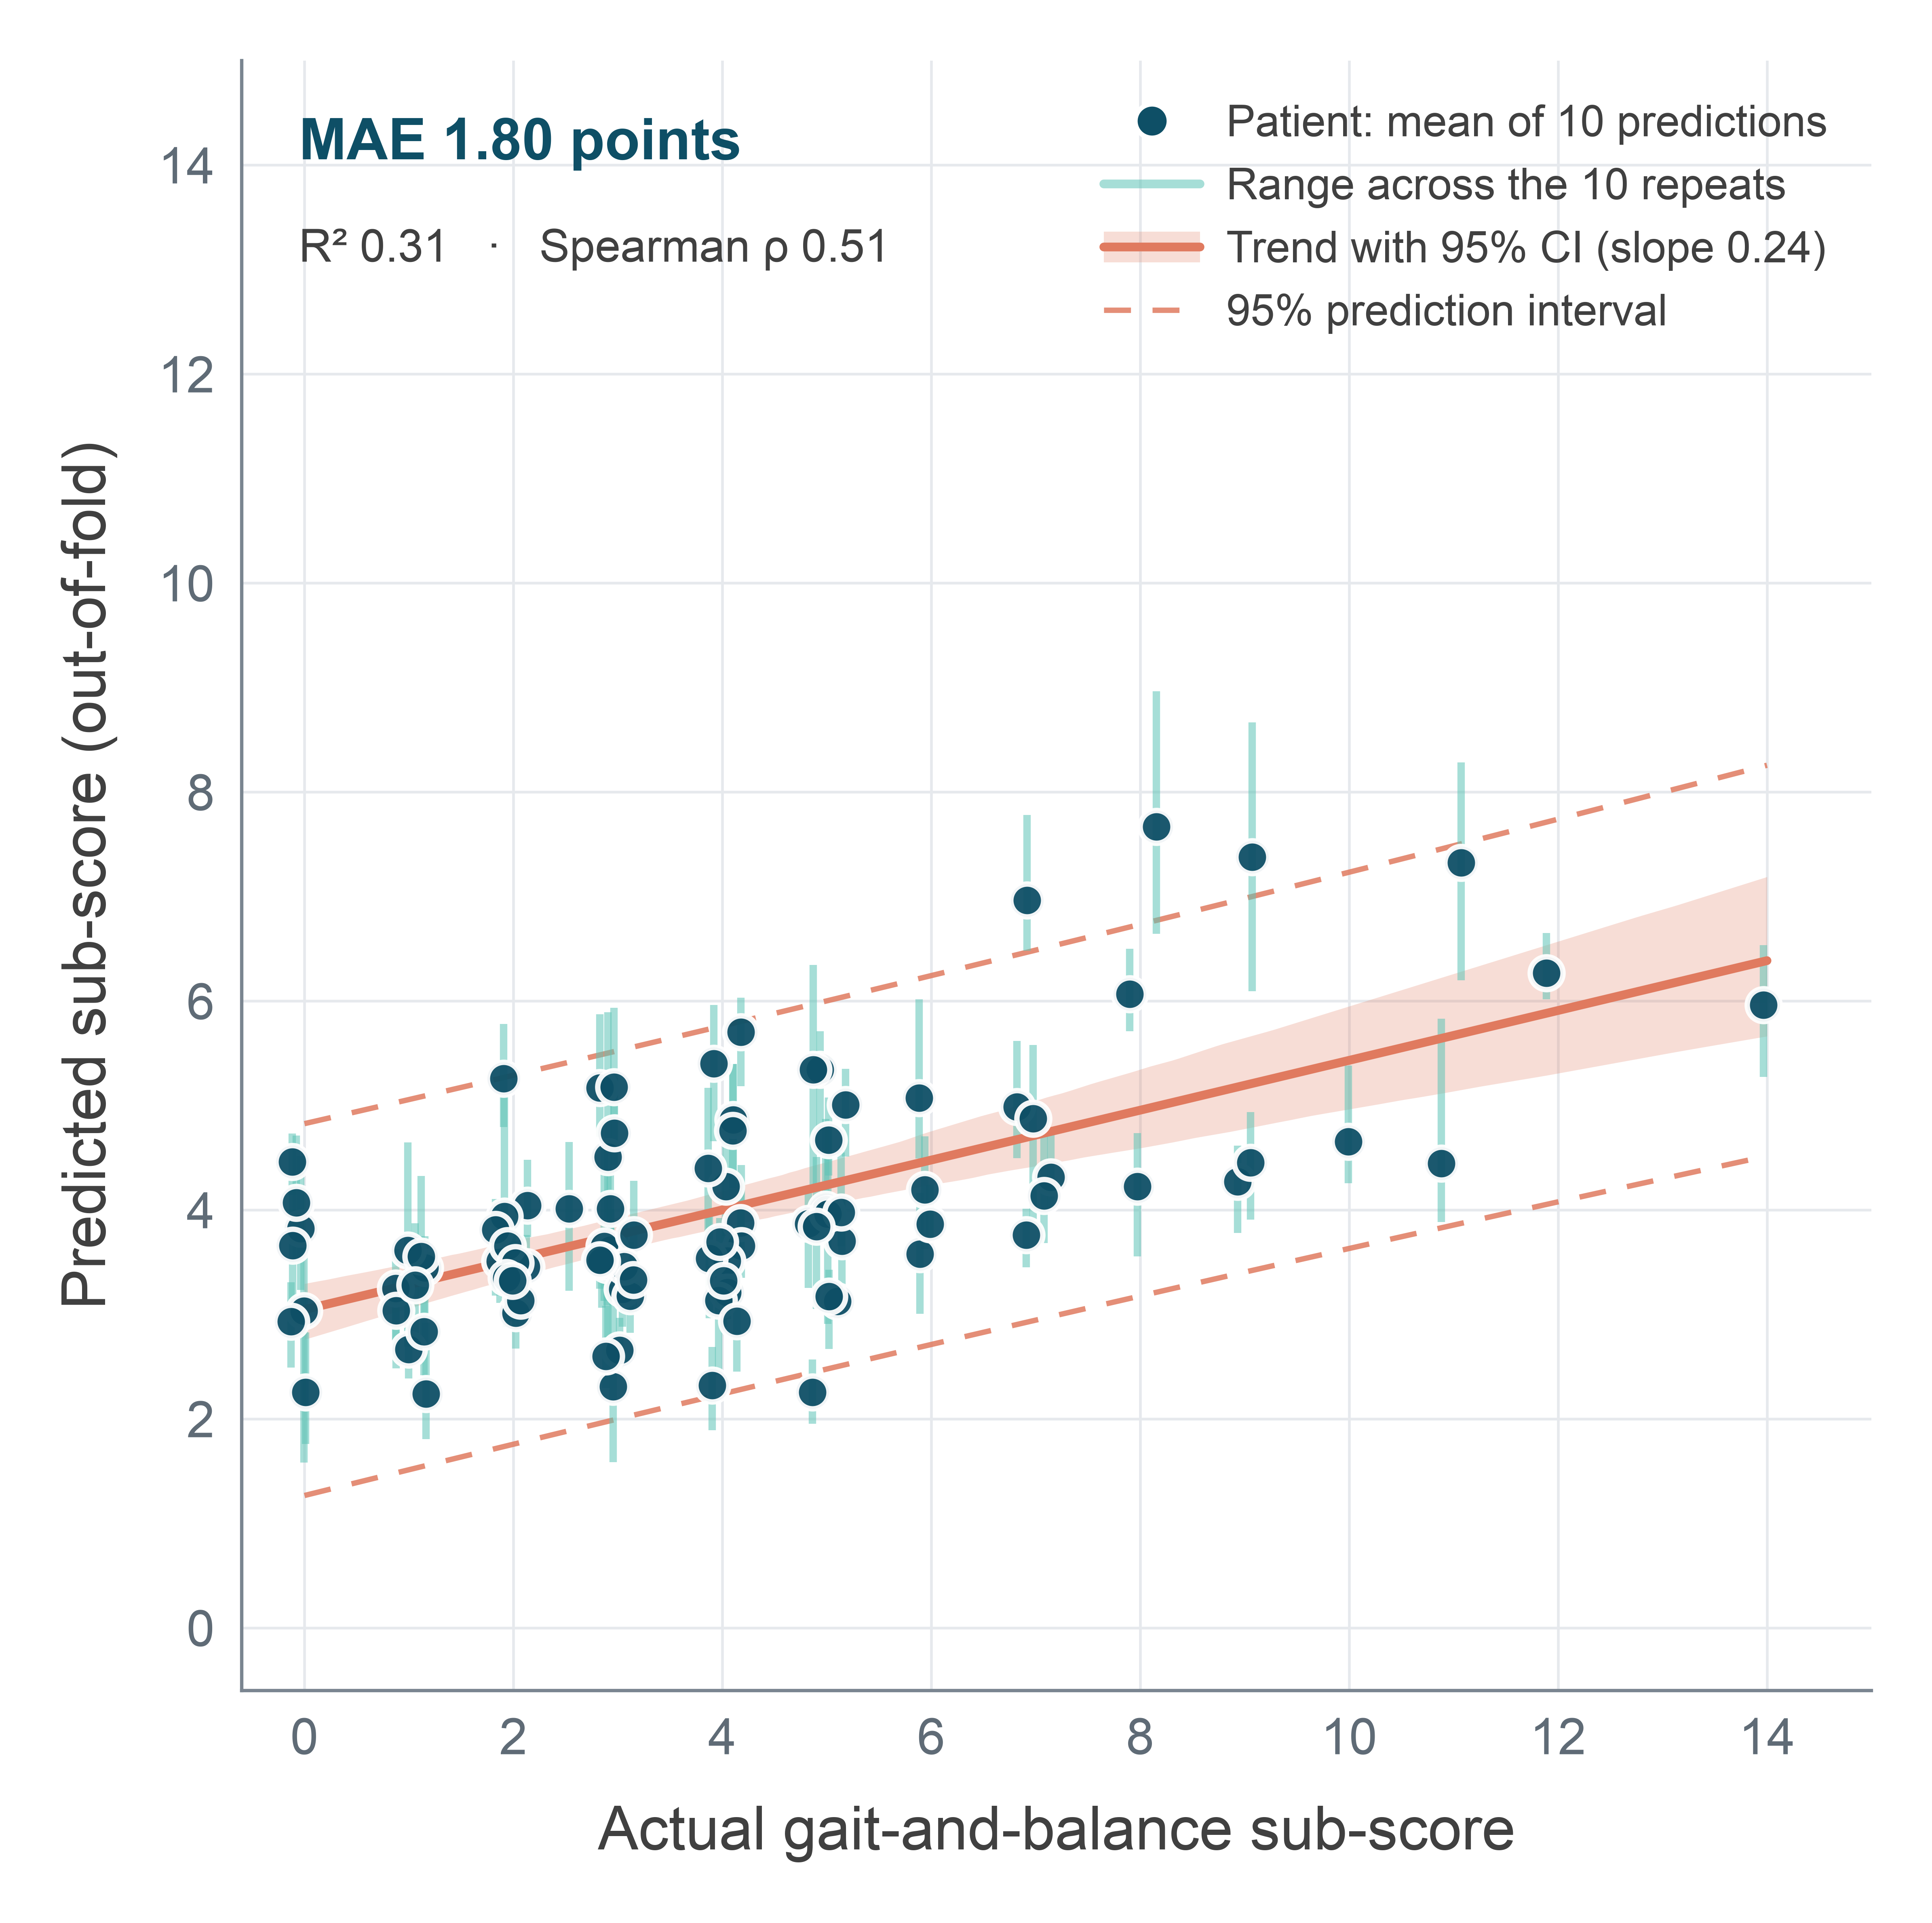 MAE 1.80 points
R² 0.31 · Spearman ρ 0.51
Patient: mean of 10 predictions
Range across the 10 repeats
Trend with 95% CI (slope 0.24)
95% prediction interval
Predicted sub-score (out-of-fold)
14
12
10
8
6
4
2
0
0 2 4 6 8 10 12 14
Actual gait-and-balance sub-score